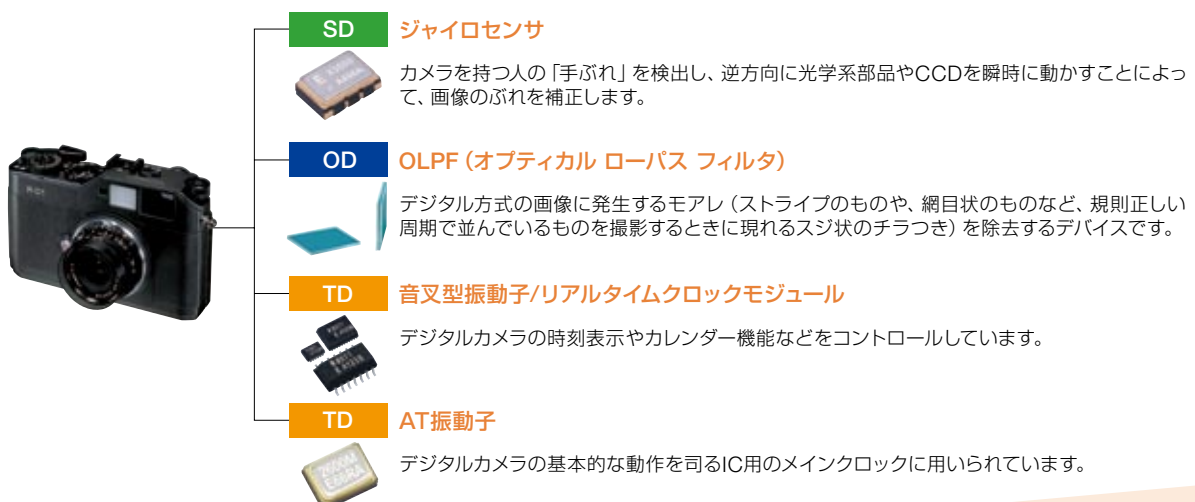 SD ジャイロセンサ
カメラを持つ人の「手ぶれ」を検出し、逆方向に光学系部品やCCDを瞬時に動かすことによっ
て、画像のぶれを補正します。
OD OLPF（オプティカル ローパス フィルタ）
デジタル方式の画像に発生するモアレ（ストライプのものや、網目状のものなど、規則正しい
周期で並んでいるものを撮影するときに現れるスジ状のチラつき）を除去するデバイスです。
TD 音叉型振動子/リアルタイムクロックモジュール
デジタルカメラの時刻表示やカレンダー機能などをコントロールしています。
TD AT振動子
デジタルカメラの基本的な動作を司るIC用のメインクロックに用いられています。